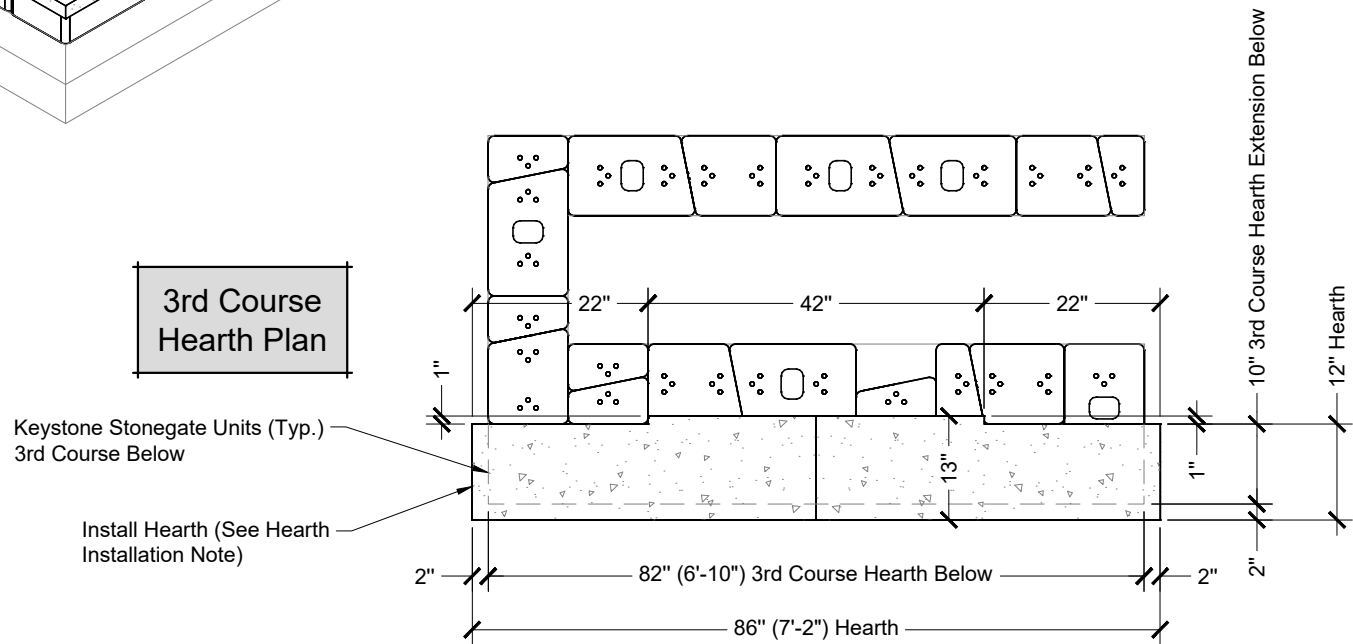 10" 3rd Course Hearth Extension Below
12" Hearth
3rd Course
Hearth Plan
22"
42"
22"
1"
Keystone Stonegate Units (Typ.)
3rd Course Below
13"
1"
Install Hearth (See Hearth
Installation Note)
2"
82" (6'-10") 3rd Course Hearth Below
2"
2"
86" (7'-2") Hearth